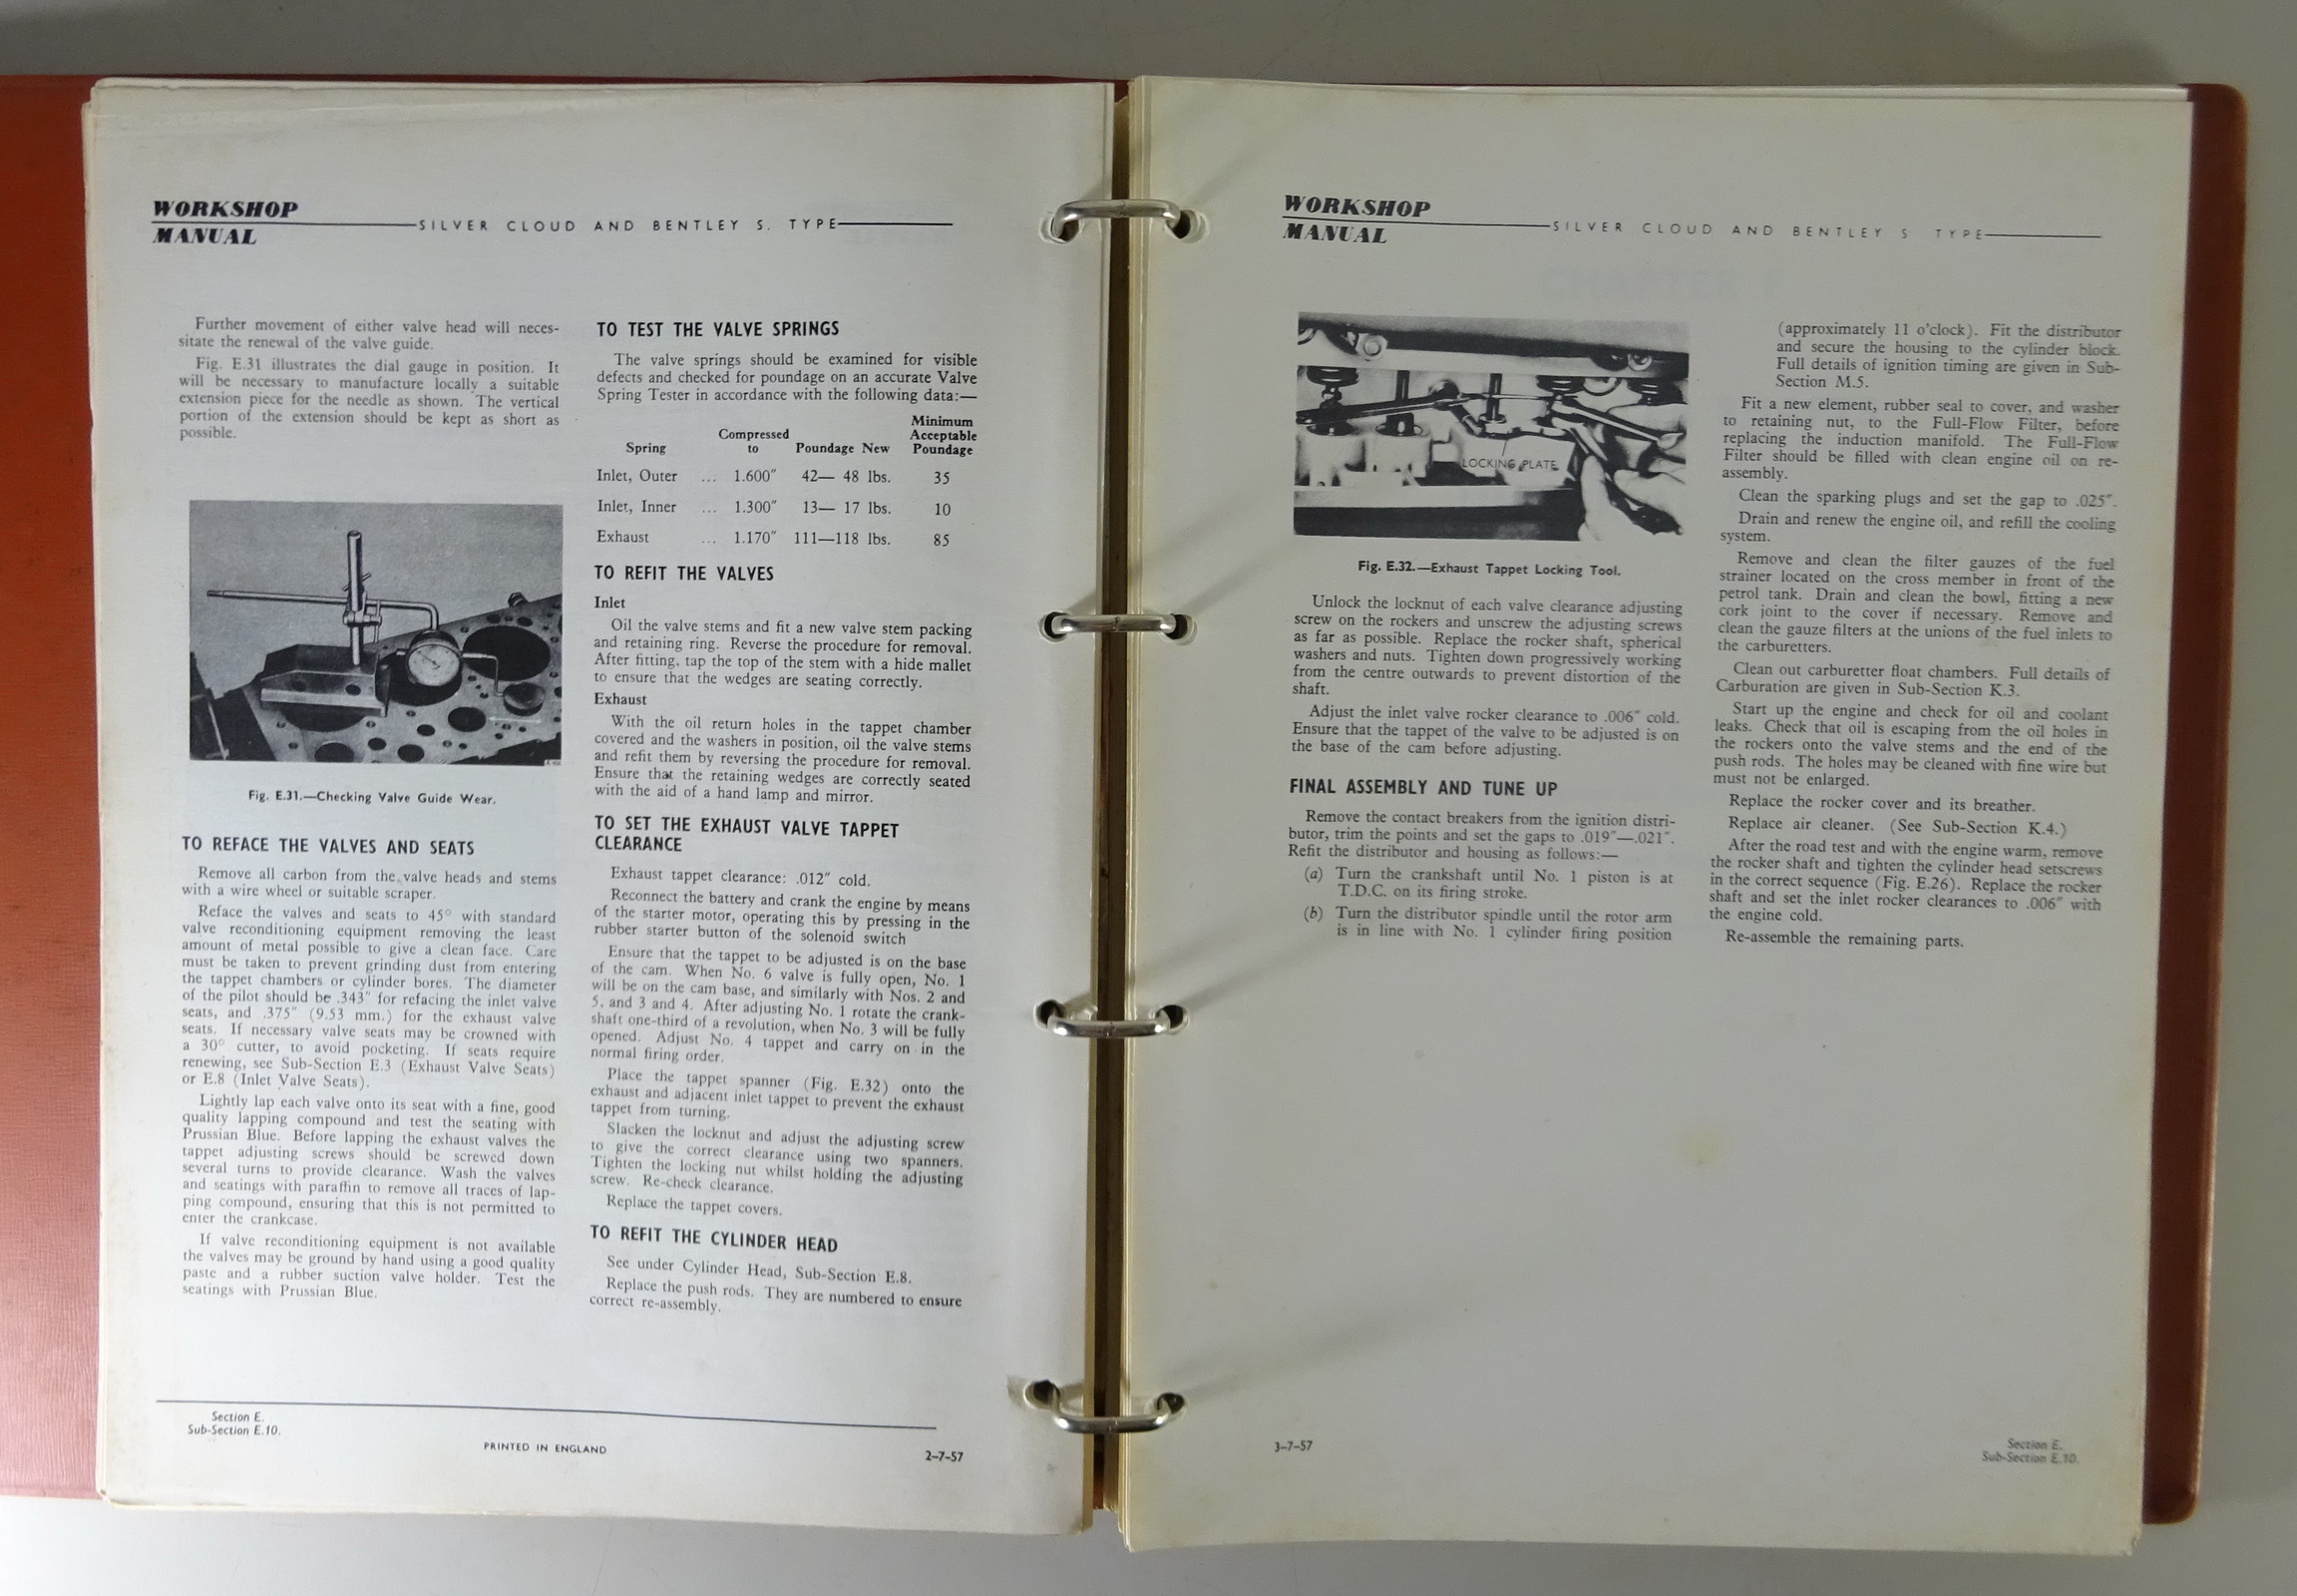 WORKSHOP
MANUAL
SILVER CLOUD AND BENTLEY S. TYPE
Further movement of either valve head will neces-
sitate the renewal of the valve guide.
Fig. E.31 illustrates the dial gauge in position. It
will be necessary to manufacture locally a suitable
extension piece for the needle as shown. The vertical
portion of the extension should be kept as short as
possible.
Fig. E.31.—Checking Valve Guide Wear.
TO REFACE THE VALVES AND SEATS
Remove all carbon from the valve heads and stems
with a wire wheel or suitable scraper.
Reface the valves and seats to 45° with standard
valve reconditioning equipment removing the least
amount of metal possible to give a clean face. Care
must be taken to prevent grinding dust from entering
the tappet chambers or cylinder bores. The diameter
of the pilot should be .343″ for refacing the inlet valve
seats, and .375″ (9.53 mm.) for the exhaust valve
seats. If necessary valve seats may be crowned with
a 30° cutter, to avoid pocketing. If seats require
renewing, see Sub-Section E.3 (Exhaust Valve Seats)
or E.8 (Inlet Valve Seats).
Lightly lap each valve onto its seat with a fine, good
quality lapping compound and test the seating with
Prussian Blue. Before lapping the exhaust valves the
tappet adjusting screws should be screwed down
several turns to provide clearance. Wash the valves
and seatings with paraffin to remove all traces of lap-
ping compound, ensuring that this is not permitted to
enter the crankcase.
If valve reconditioning equipment is not available
the valves may be ground by hand using a good quality
paste and a rubber suction valve holder. Test the
seatings with Prussian Blue.
TO TEST THE VALVE SPRINGS
The valve springs should be examined for visible
defects and checked for poundage on an accurate Valve
Spring Tester in accordance with the following data:—
Spring Compressed to Poundage New Minimum Acceptable Poundage
Inlet, Outer ... 1.600″ 42— 48 lbs. 35
Inlet, Inner ... 1.300″ 13— 17 lbs. 10
Exhaust ... 1.170″ 111—118 lbs. 85
TO REFIT THE VALVES
Inlet
Oil the valve stems and fit a new valve stem packing
and retaining ring. Reverse the procedure for removal.
After fitting, tap the top of the stem with a hide mallet
to ensure that the wedges are seating correctly.
Exhaust
With the oil return holes in the tappet chamber
covered and the washers in position, oil the valve stems
and refit them by reversing the procedure for removal.
Ensure that the retaining wedges are correctly seated
with the aid of a hand lamp and mirror.
TO SET THE EXHAUST VALVE TAPPET
CLEARANCE
Exhaust tappet clearance: .012″ cold.
Reconnect the battery and crank the engine by means
of the starter motor, operating this by pressing in the
rubber starter button of the solenoid switch
Ensure that the tappet to be adjusted is on the base
of the cam. When No. 6 valve is fully open, No. 1
will be on the cam base, and similarly with Nos. 2 and
5, and 3 and 4. After adjusting No. 1 rotate the crank-
shaft one-third of a revolution, when No. 3 will be fully
opened. Adjust No. 4 tappet and carry on in the
normal firing order.
Place the tappet spanner (Fig. E.32) onto the
exhaust and adjacent inlet tappet to prevent the exhaust
tappet from turning.
Slacken the locknut and adjust the adjusting screw
to give the correct clearance using two spanners.
Tighten the locking nut whilst holding the adjusting
screw. Re-check clearance.
Replace the tappet covers.
TO REFIT THE CYLINDER HEAD
See under Cylinder Head, Sub-Section E.8.
Replace the push rods. They are numbered to ensure
correct re-assembly.
Section E.
Sub-Section E.10.
PRINTED IN ENGLAND
2–7–57
WORKSHOP
MANUAL
SILVER CLOUD AND BENTLEY S TYPE
LOCKING PLATE
Fig. E.32.—Exhaust Tappet Locking Tool.
Unlock the locknut of each valve clearance adjusting
screw on the rockers and unscrew the adjusting screws
as far as possible. Replace the rocker shaft, spherical
washers and nuts. Tighten down progressively working
from the centre outwards to prevent distortion of the
shaft.
Adjust the inlet valve rocker clearance to .006″ cold.
Ensure that the tappet of the valve to be adjusted is on
the base of the cam before adjusting.
FINAL ASSEMBLY AND TUNE UP
Remove the contact breakers from the ignition distri-
butor, trim the points and set the gaps to .019″—.021″.
Refit the distributor and housing as follows:—
(a) Turn the crankshaft until No. 1 piston is at
T.D.C. on its firing stroke.
(b) Turn the distributor spindle until the rotor arm
is in line with No. 1 cylinder firing position
(approximately 11 o'clock). Fit the distributor
and secure the housing to the cylinder block.
Full details of ignition timing are given in Sub-
Section M.5.
Fit a new element, rubber seal to cover, and washer
to retaining nut, to the Full-Flow Filter, before
replacing the induction manifold. The Full-Flow
Filter should be filled with clean engine oil on re-
assembly.
Clean the sparking plugs and set the gap to .025″.
Drain and renew the engine oil, and refill the cooling
system.
Remove and clean the filter gauzes of the fuel
strainer located on the cross member in front of the
petrol tank. Drain and clean the bowl, fitting a new
cork joint to the cover if necessary. Remove and
clean the gauze filters at the unions of the fuel inlets to
the carburetters.
Clean out carburetter float chambers. Full details of
Carburation are given in Sub-Section K.3.
Start up the engine and check for oil and coolant
leaks. Check that oil is escaping from the oil holes in
the rockers onto the valve stems and the end of the
push rods. The holes may be cleaned with fine wire but
must not be enlarged.
Replace the rocker cover and its breather.
Replace air cleaner. (See Sub-Section K.4.)
After the road test and with the engine warm, remove
the rocker shaft and tighten the cylinder head setscrews
in the correct sequence (Fig. E.26). Replace the rocker
shaft and set the inlet rocker clearances to .006″ with
the engine cold.
Re-assemble the remaining parts.
3–7–57
Section E.
Sub-Section E.10.